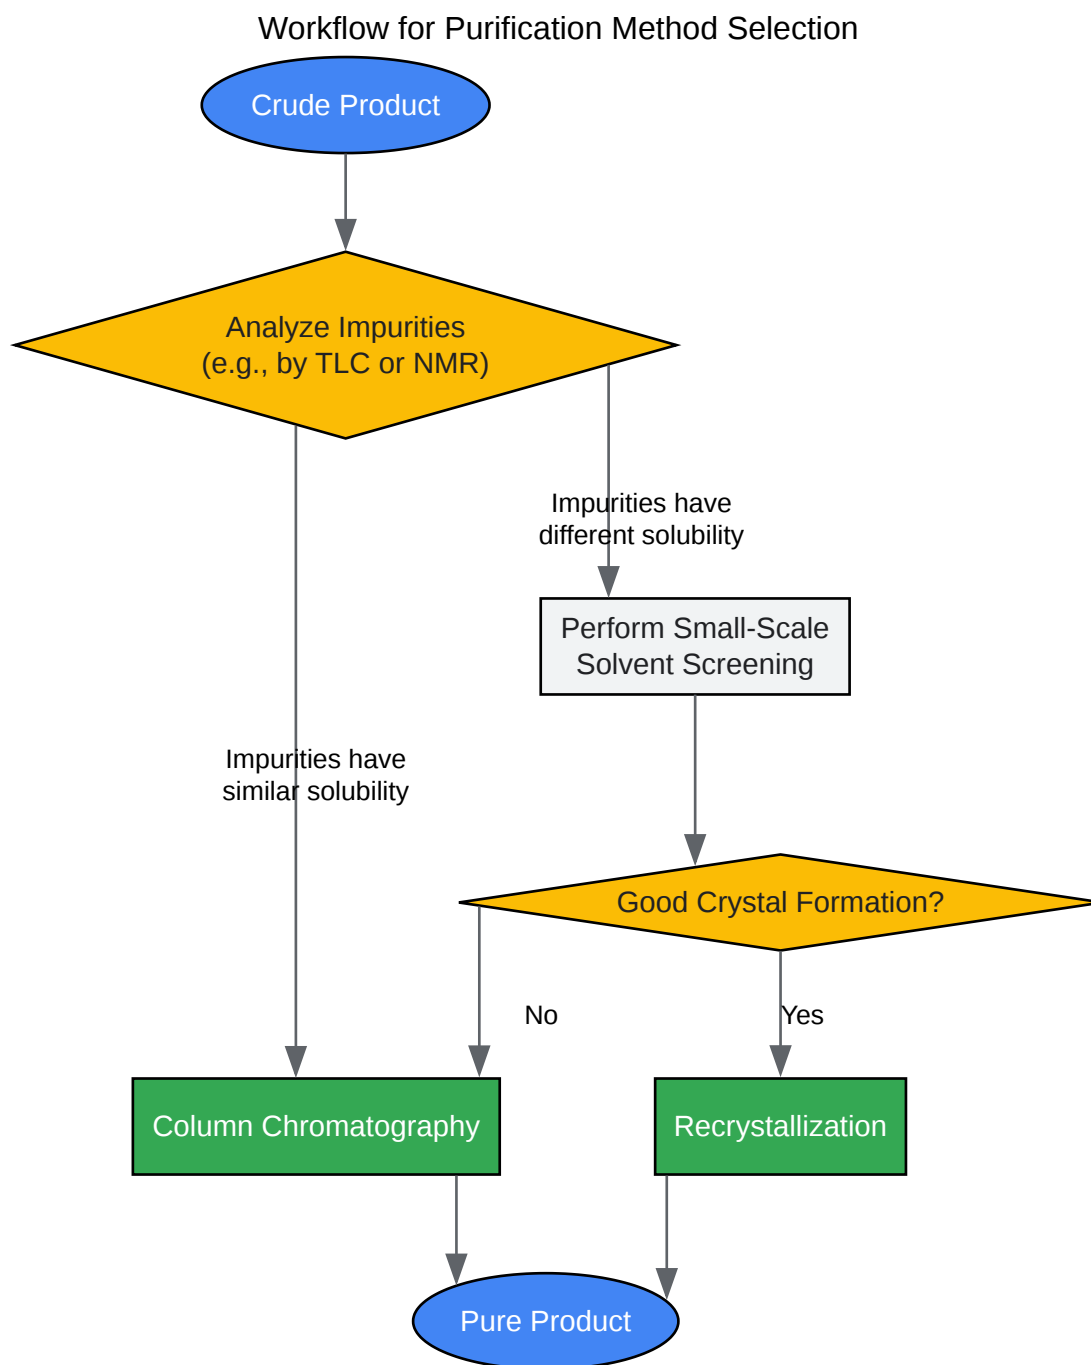 Workflow for Purification Method Selection
Crude Product
Analyze Impurities
(e.g., by TLC or NMR)
Impurities have
different solubility
Perform Small-Scale
Solvent Screening
Impurities have
similar solubility
Good Crystal Formation?
No
Yes
Column Chromatography
Recrystallization
Pure Product